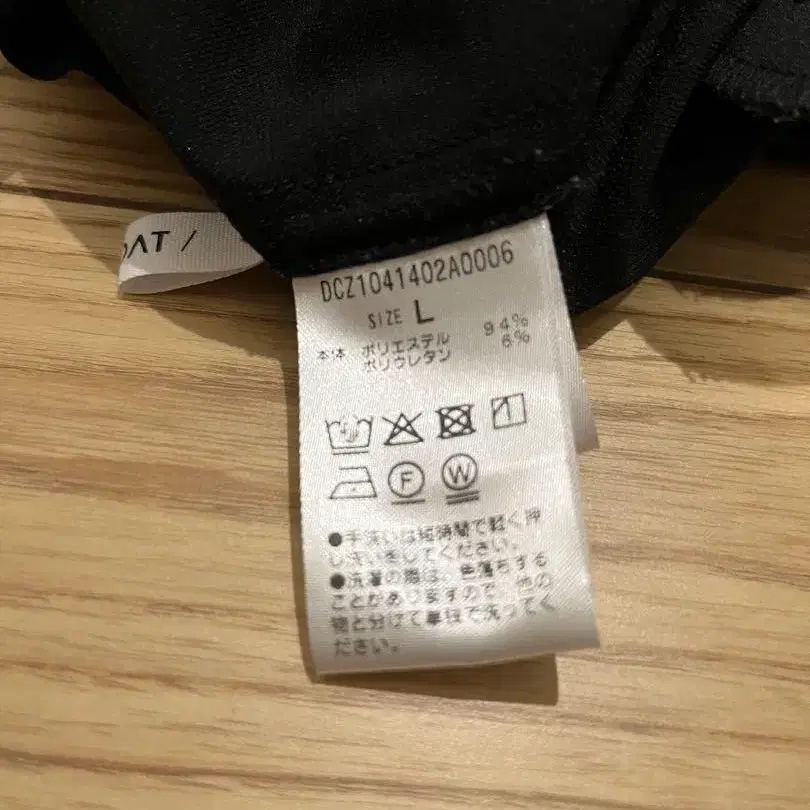 DAT /
DCZ1041402A0006
SIZE L
本体 ポリエステル 94%
ポリウレタン 6%
F W
●手洗いは短時間で軽く押
し洗いをしてください。
●洗濯の際は、色落ちする
ことがありますので、他の
物と分けて単独で洗ってく
ださい。